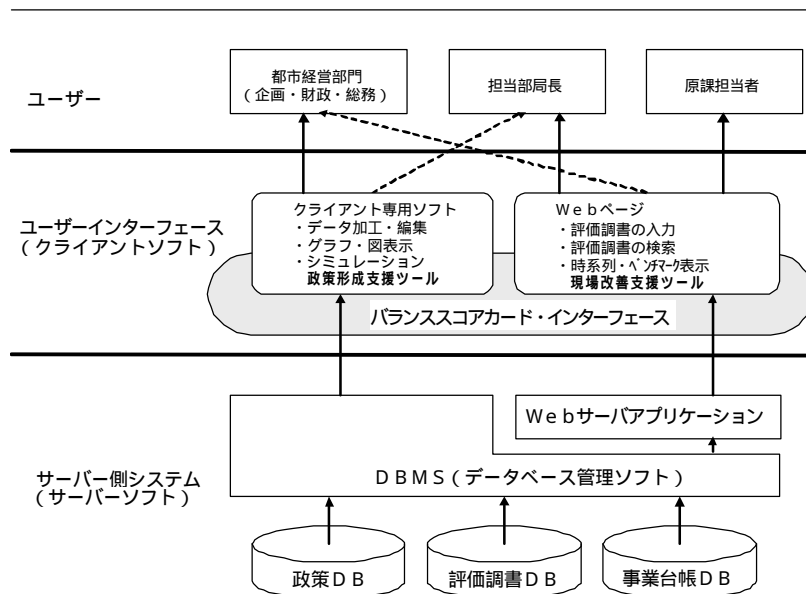 ユーザー
都市経営部門
（企画・財政・総務）
担当部局長
原課担当者
ユーザーインターフェース
（クライアントソフト）
クライアント専用ソフト
・データ加工・編集
・グラフ・図表示
・シミュレーション
政策形成支援ツール
Ｗｅｂページ
・評価調書の入力
・評価調書の検索
・時系列・ﾍﾞﾝﾁﾏｰｸ表示
現場改善支援ツール
バランススコアカード・インターフェース
サーバー側システム
（サーバーソフト）
Ｗｅｂサーバアプリケーション
ＤＢＭＳ（データベース管理ソフト）
政策ＤＢ
評価調書ＤＢ
事業台帳ＤＢ